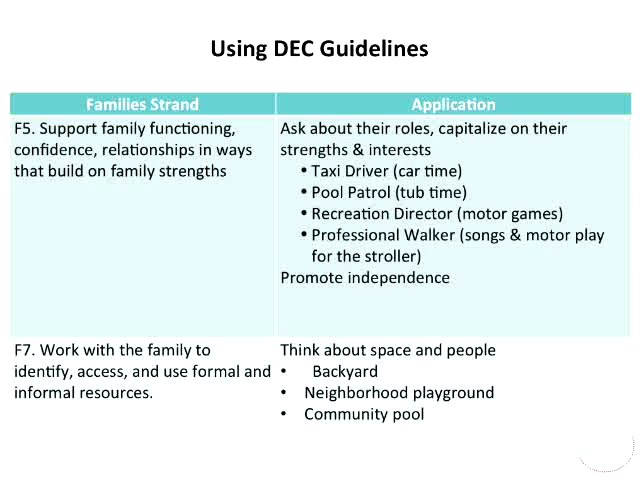 Using DEC Guidelines
Families Strand
Application
F5. Support family functioning,
confidence, relationships in ways
that build on family strengths
Ask about their roles, capitalize on their
strengths & interests
• Taxi Driver (car time)
• Pool Patrol (tub time)
• Recreation Director (motor games)
• Professional Walker (songs & motor play
for the stroller)
Promote independence
F7. Work with the family to
identify, access, and use formal and
informal resources.
Think about space and people
• Backyard
• Neighborhood playground
• Community pool